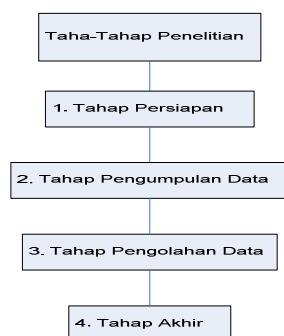 Taha-Tahap Penelitian
1. Tahap Persiapan
2. Tahap Pengumpulan Data
3. Tahap Pengolahan Data
4. Tahap Akhir